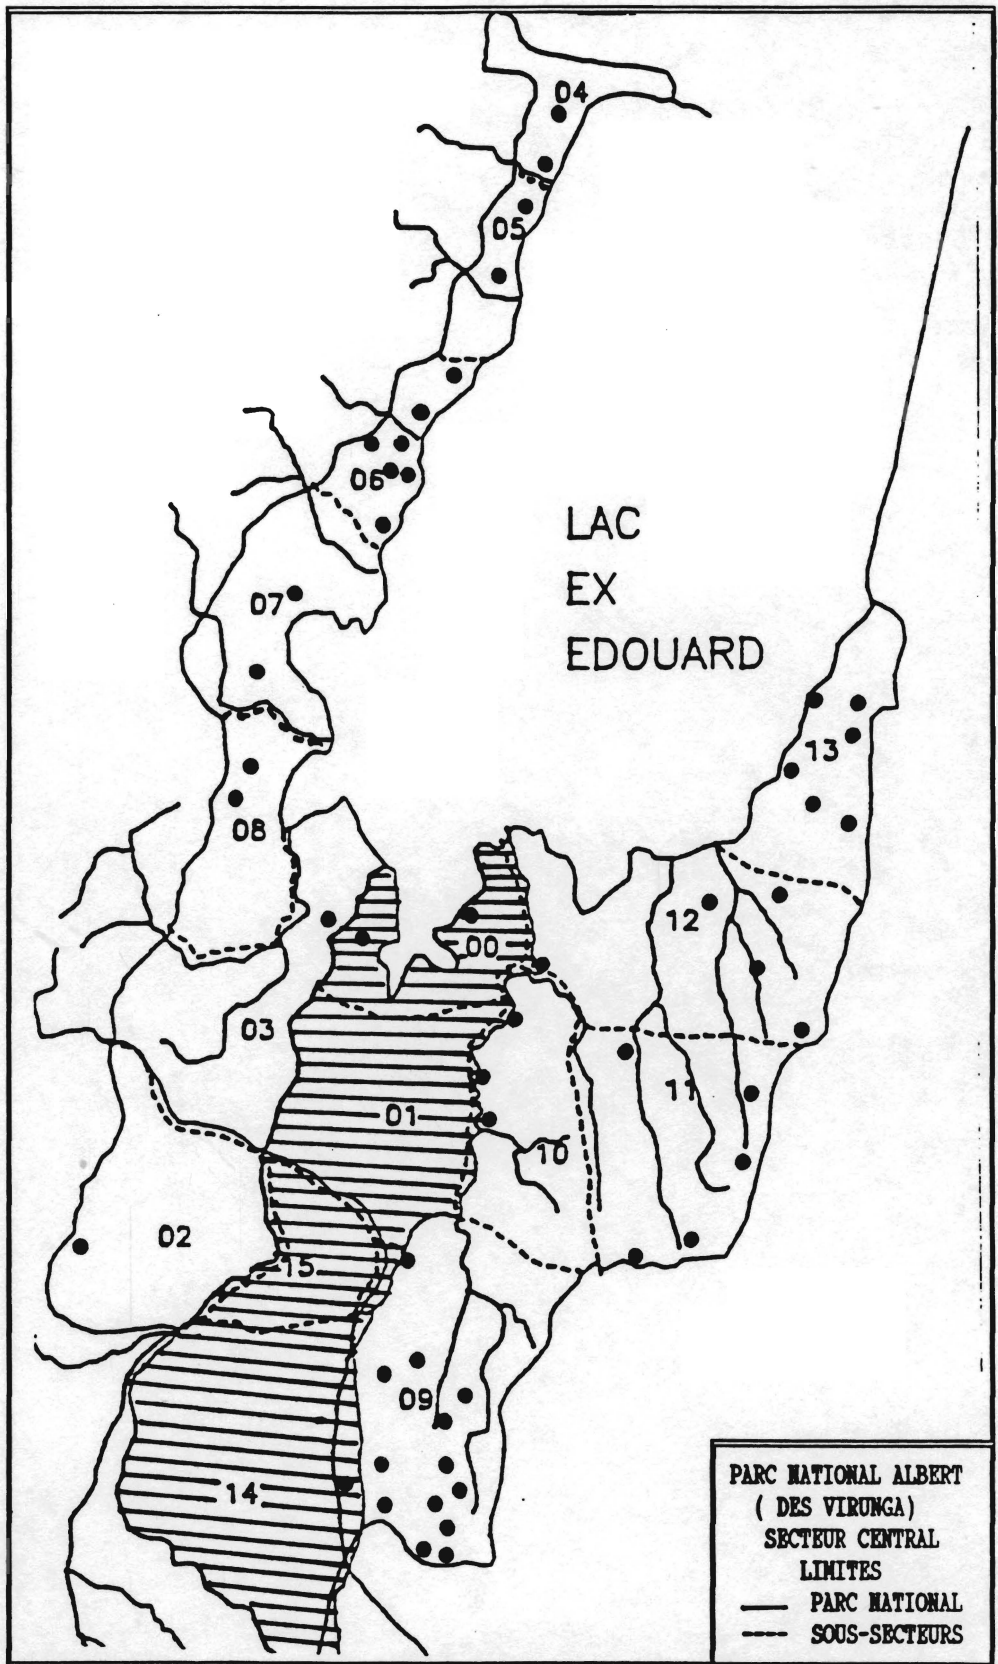 04
05
06
LAC
EX
EDOUARD
07
13
08
12
00
03
11
01
10
02
15
09
14
PARC NATIONAL ALBERT
( DES VIRUNGA)
SECTEUR CENTRAL
LIMITES
PARC NATIONAL
SOUS-SECTEURS